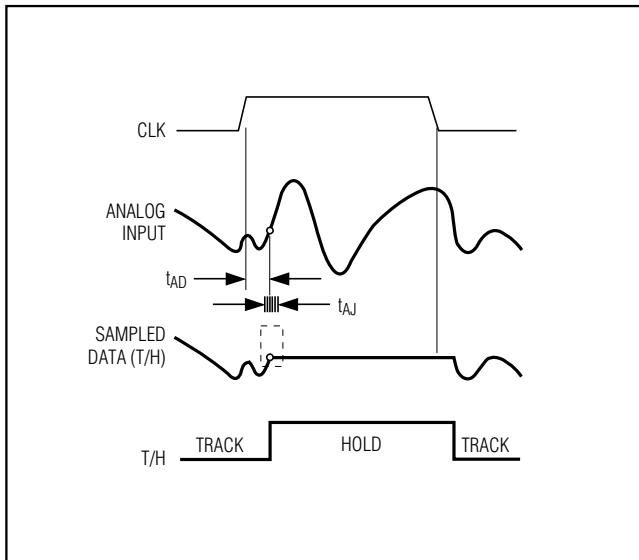 CLK
ANALOG
INPUT
tAD
tAJ
SAMPLED
DATA (T/H)
TRACK
HOLD
TRACK
T/H